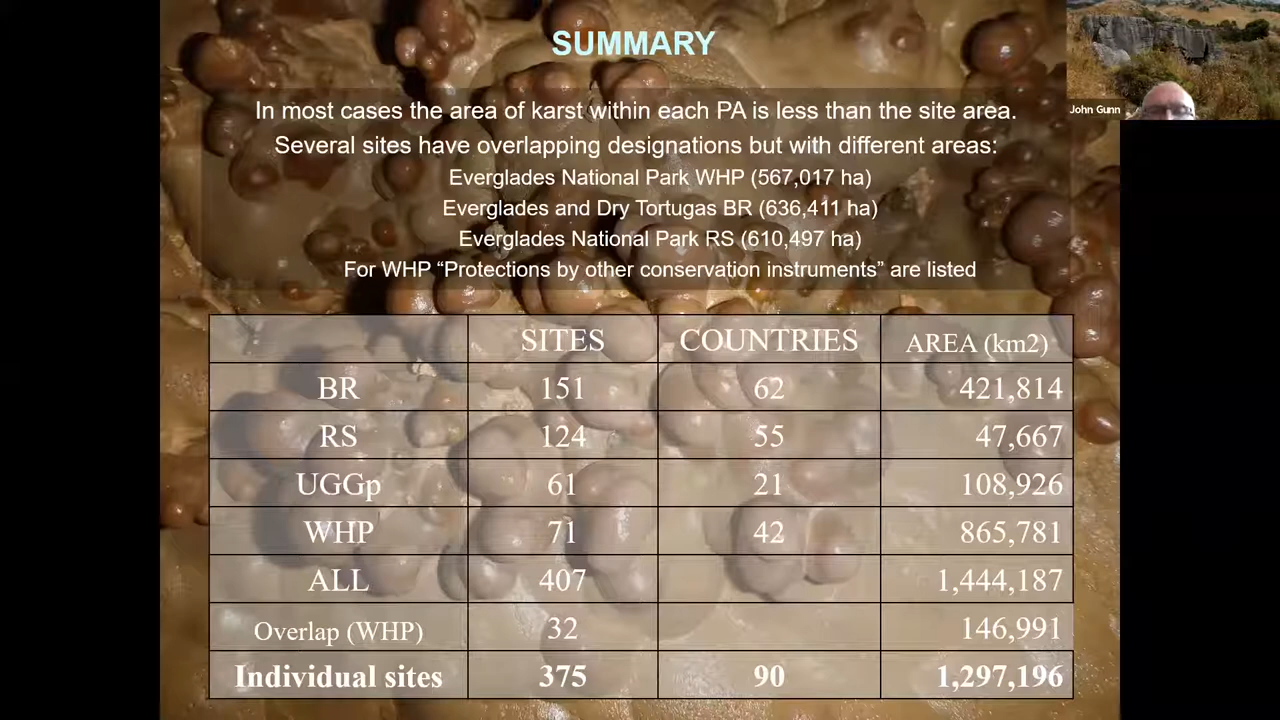 SUMMARY
In most cases the area of karst within each PA is less than the site area.
Several sites have overlapping designations but with different areas:
Everglades National Park WHP (567,017 ha)
Everglades and Dry Tortugas BR (636,411 ha)
Everglades National Park RS (610,497 ha)
For WHP “Protections by other conservation instruments” are listed
SITES COUNTRIES AREA (km2)
BR 151 62 421,814
RS 124 55 47,667
UGGp 61 21 108,926
WHP 71 42 865,781
ALL 407 1,444,187
Overlap (WHP) 32 146,991
Individual sites 375 90 1,297,196
John Gunn